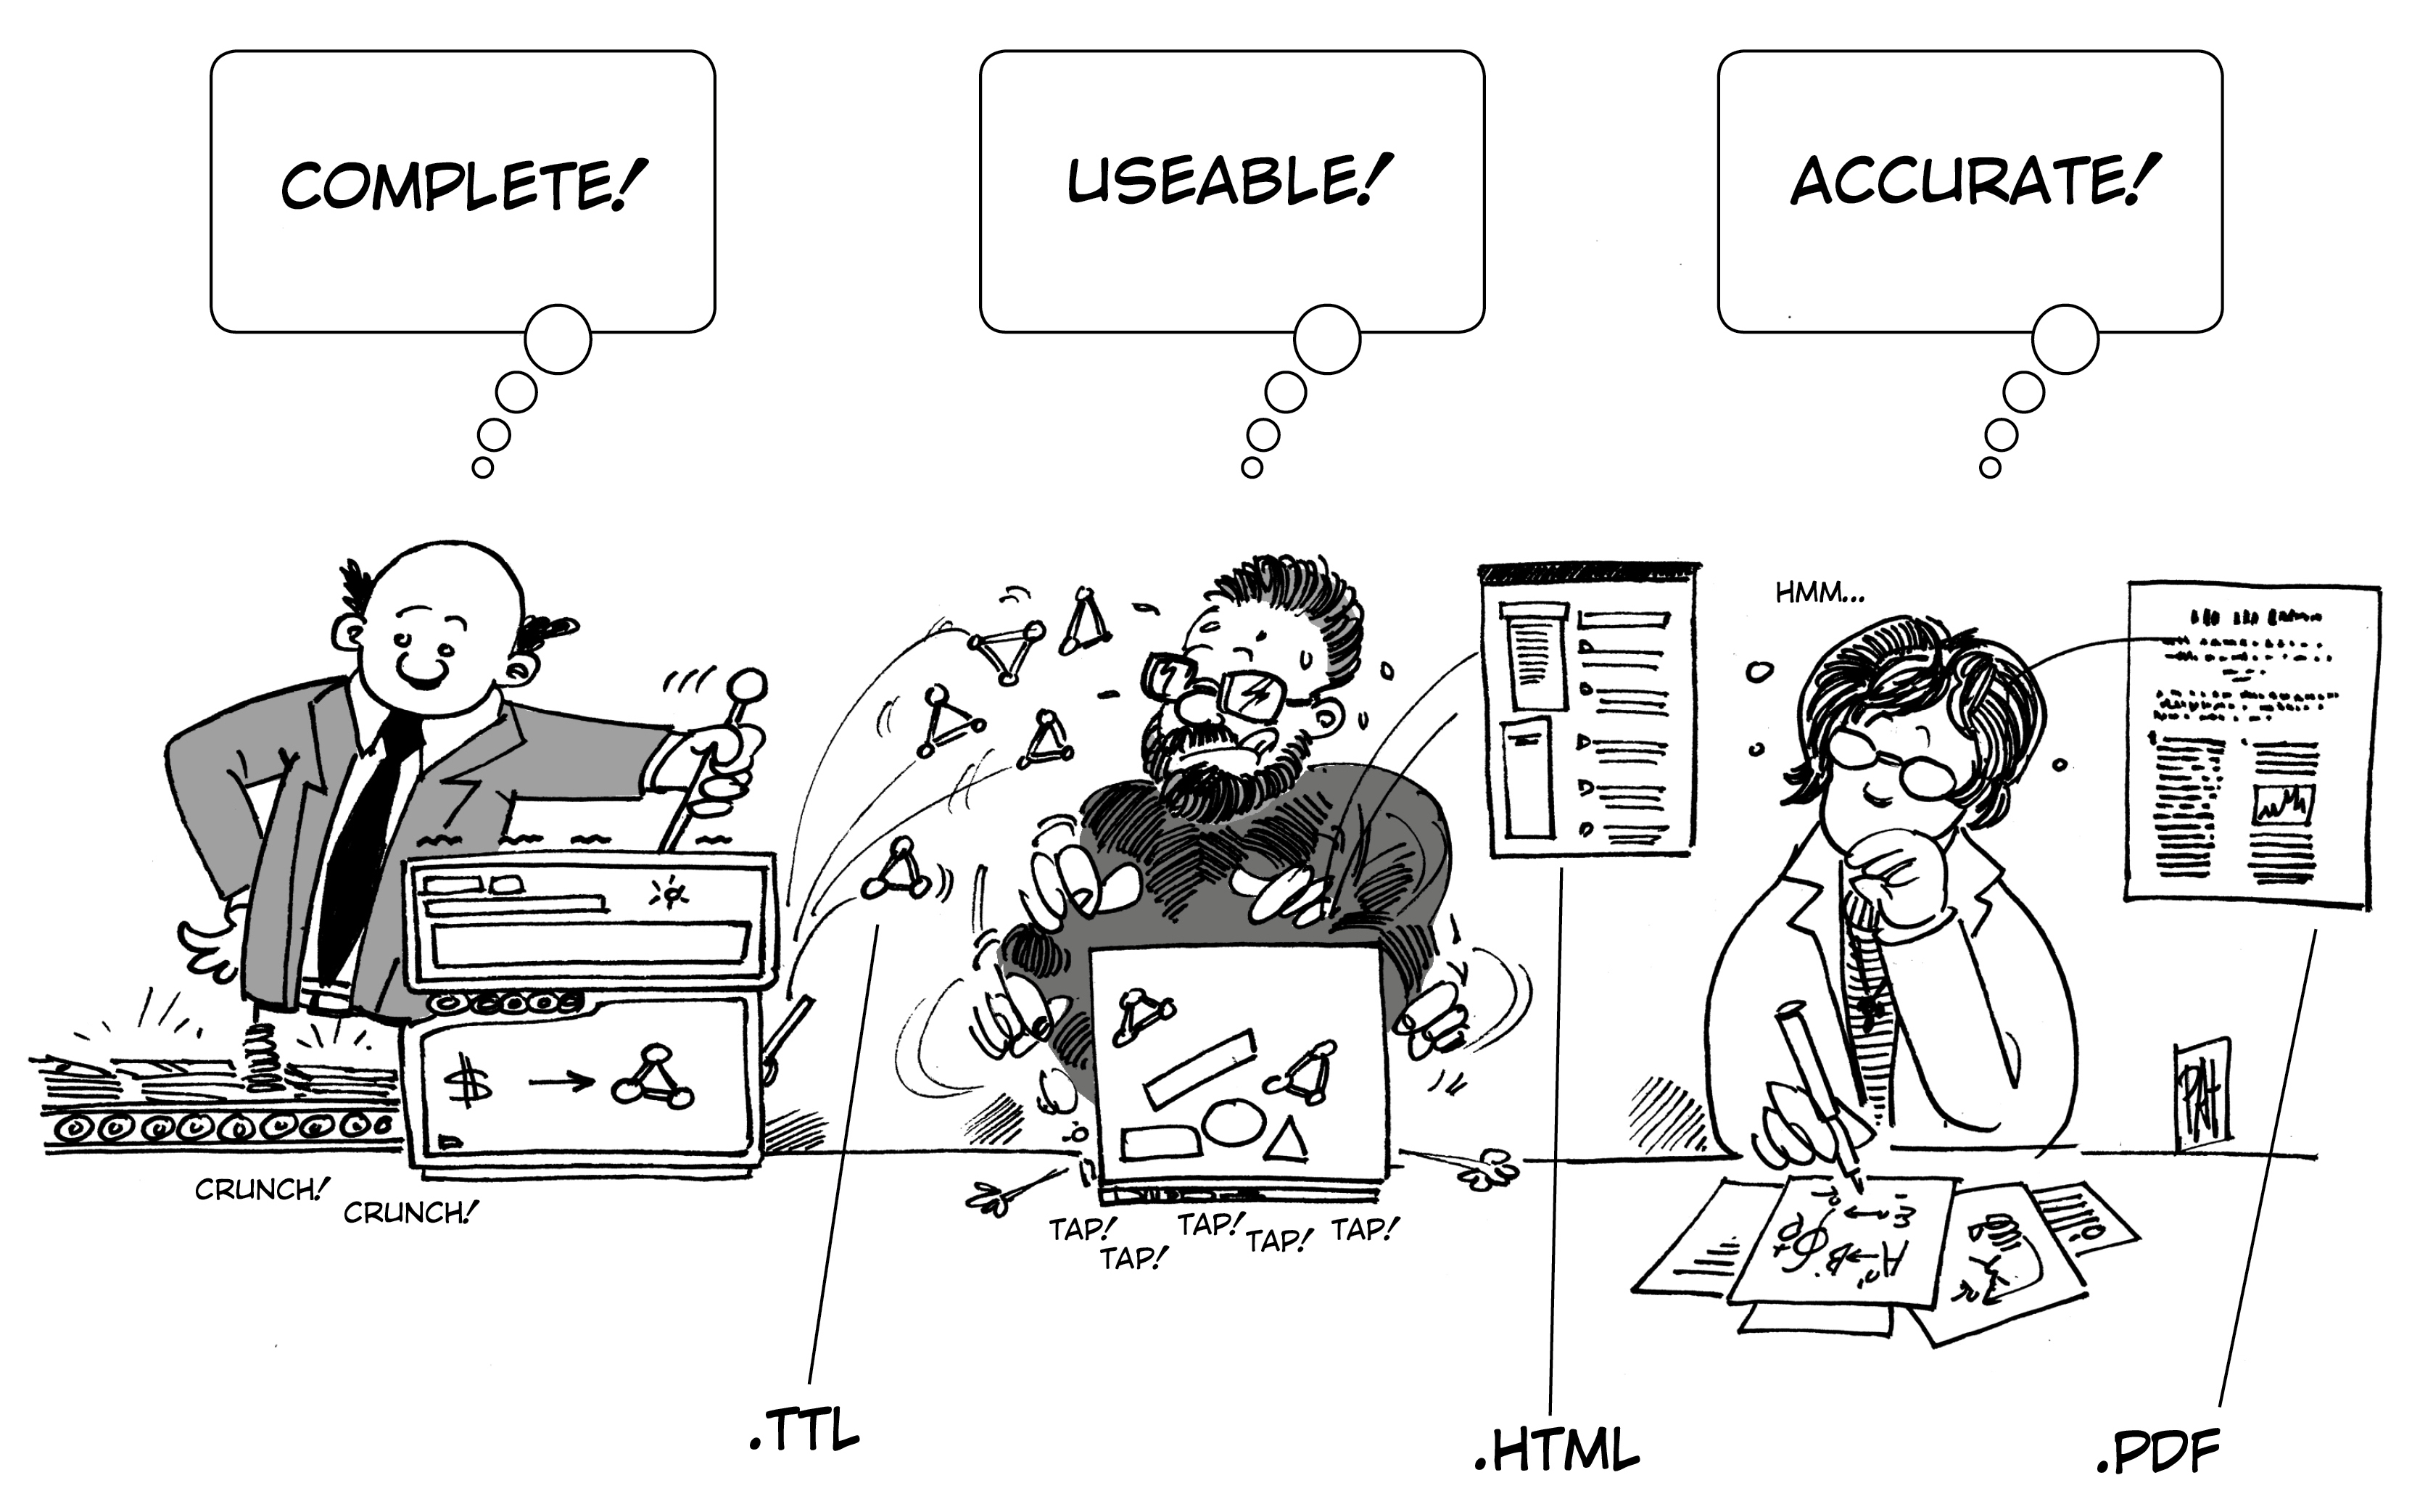 COMPLETE!
USEABLE!
ACCURATE!
HMM...
$
CRUNCH!
CRUNCH!
TAP!
TAP!
TAP!
TAP!
TAP!
.TTL
.HTML
.PDF